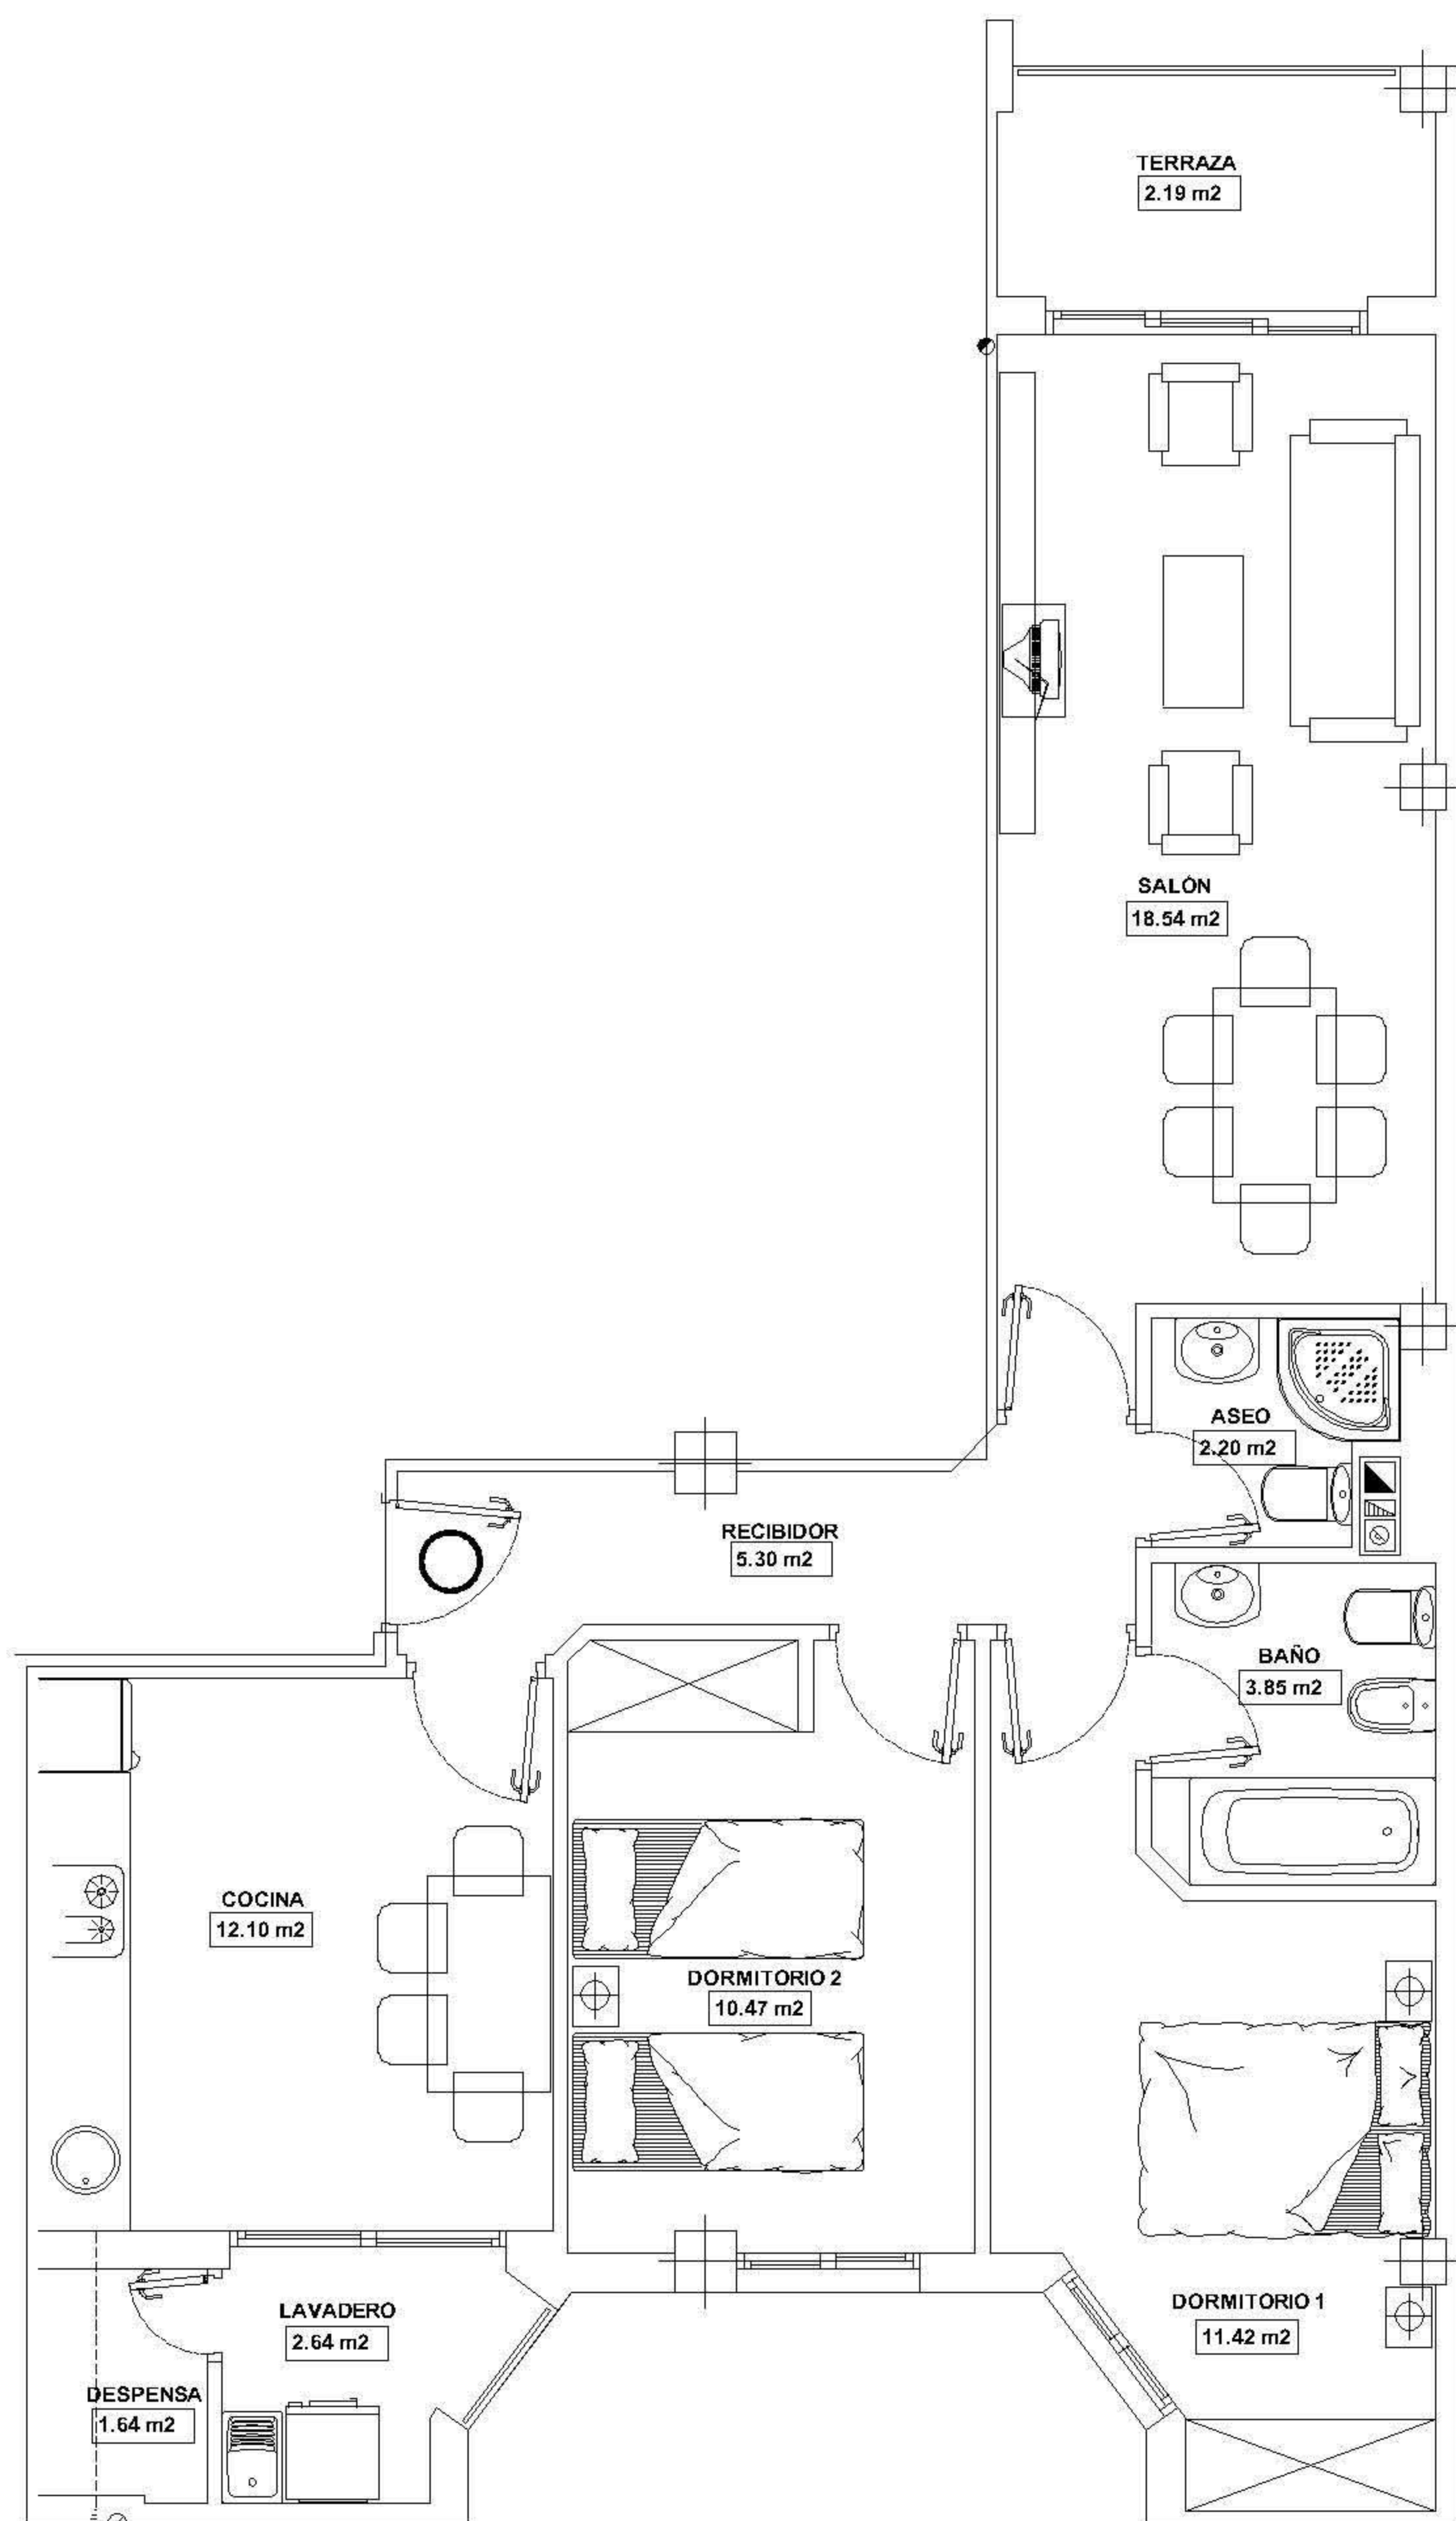 TERRAZA
2.19 m2
SALÓN
18.54 m2
ASEO
2.20 m2
RECIBIDOR
5.30 m2
BAÑO
3.85 m2
COCINA
12.10 m2
DORMITORIO 2
10.47 m2
DORMITORIO 1
11.42 m2
LAVADERO
2.64 m2
DESPENSA
1.64 m2